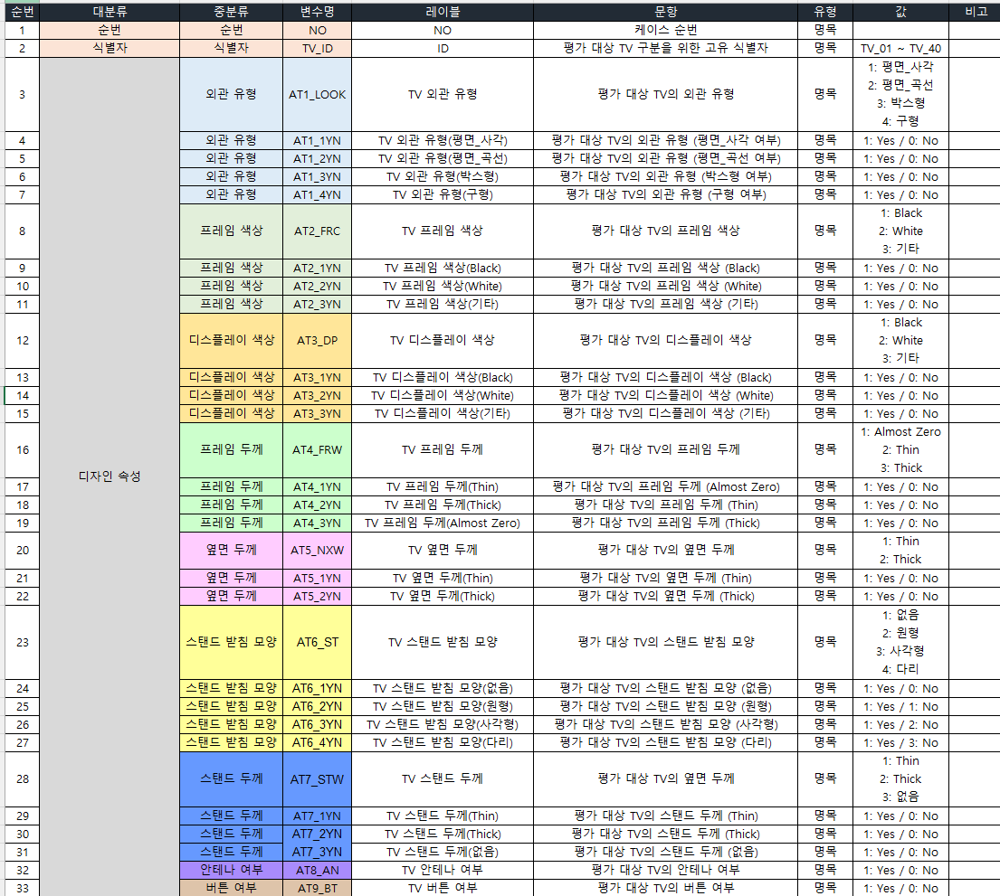 순번 대분류 중분류 변수명 레이블 문항 유형 값 비고
1 순번 순번 NO NO 케이스 순번 명목
2 식별자 식별자 TV_ID ID 평가 대상 TV 구분을 위한 고유 식별자 명목 TV_01 ~ TV_40
디자인 속성
3 외관 유형 AT1_LOOK TV 외관 유형 평가 대상 TV의 외관 유형 명목
1: 평면_사각
2: 평면_곡선
3: 박스형
4: 구형
4 외관 유형 AT1_1YN TV 외관 유형(평면_사각) 평가 대상 TV의 외관 유형 (평면_사각 여부) 명목 1: Yes / 0: No
5 외관 유형 AT1_2YN TV 외관 유형(평면_곡선) 평가 대상 TV의 외관 유형 (평면_곡선 여부) 명목 1: Yes / 0: No
6 외관 유형 AT1_3YN TV 외관 유형(박스형) 평가 대상 TV의 외관 유형 (박스형 여부) 명목 1: Yes / 0: No
7 외관 유형 AT1_4YN TV 외관 유형(구형) 평가 대상 TV의 외관 유형 (구형 여부) 명목 1: Yes / 0: No
8 프레임 색상 AT2_FRC TV 프레임 색상 평가 대상 TV의 프레임 색상 명목
1: Black
2: White
3: 기타
9 프레임 색상 AT2_1YN TV 프레임 색상(Black) 평가 대상 TV의 프레임 색상 (Black) 명목 1: Yes / 0: No
10 프레임 색상 AT2_2YN TV 프레임 색상(White) 평가 대상 TV의 프레임 색상 (White) 명목 1: Yes / 0: No
11 프레임 색상 AT2_3YN TV 프레임 색상(기타) 평가 대상 TV의 프레임 색상 (기타) 명목 1: Yes / 0: No
12 디스플레이 색상 AT3_DP TV 디스플레이 색상 평가 대상 TV의 디스플레이 색상 명목
1: Black
2: White
3: 기타
13 디스플레이 색상 AT3_1YN TV 디스플레이 색상(Black) 평가 대상 TV의 디스플레이 색상 (Black) 명목 1: Yes / 0: No
14 디스플레이 색상 AT3_2YN TV 디스플레이 색상(White) 평가 대상 TV의 디스플레이 색상 (White) 명목 1: Yes / 0: No
15 디스플레이 색상 AT3_3YN TV 디스플레이 색상(기타) 평가 대상 TV의 디스플레이 색상 (기타) 명목 1: Yes / 0: No
16 프레임 두께 AT4_FRW TV 프레임 두께 평가 대상 TV의 프레임 두께 명목
1: Almost Zero
2: Thin
3: Thick
17 프레임 두께 AT4_1YN TV 프레임 두께(Thin) 평가 대상 TV의 프레임 두께 (Almost Zero) 명목 1: Yes / 0: No
18 프레임 두께 AT4_2YN TV 프레임 두께(Thick) 평가 대상 TV의 프레임 두께 (Thin) 명목 1: Yes / 0: No
19 프레임 두께 AT4_3YN TV 프레임 두께(Almost Zero) 평가 대상 TV의 프레임 두께 (Thick) 명목 1: Yes / 0: No
20 옆면 두께 AT5_NXW TV 옆면 두께 평가 대상 TV의 옆면 두께 명목
1: Thin
2: Thick
21 옆면 두께 AT5_1YN TV 옆면 두께(Thin) 평가 대상 TV의 옆면 두께 (Thin) 명목 1: Yes / 0: No
22 옆면 두께 AT5_2YN TV 옆면 두께(Thick) 평가 대상 TV의 옆면 두께 (Thick) 명목 1: Yes / 0: No
23 스탠드 받침 모양 AT6_ST TV 스탠드 받침 모양 평가 대상 TV의 스탠드 받침 모양 명목
1: 없음
2: 원형
3: 사각형
4: 다리
24 스탠드 받침 모양 AT6_1YN TV 스탠드 받침 모양(없음) 평가 대상 TV의 스탠드 받침 모양 (없음) 명목 1: Yes / 0: No
25 스탠드 받침 모양 AT6_2YN TV 스탠드 받침 모양(원형) 평가 대상 TV의 스탠드 받침 모양 (원형) 명목 1: Yes / 1: No
26 스탠드 받침 모양 AT6_3YN TV 스탠드 받침 모양(사각형) 평가 대상 TV의 스탠드 받침 모양 (사각형) 명목 1: Yes / 2: No
27 스탠드 받침 모양 AT6_4YN TV 스탠드 받침 모양(다리) 평가 대상 TV의 스탠드 받침 모양 (다리) 명목 1: Yes / 3: No
28 스탠드 두께 AT7_STW TV 스탠드 두께 평가 대상 TV의 옆면 두께 명목
1: Thin
2: Thick
3: 없음
29 스탠드 두께 AT7_1YN TV 스탠드 두께(Thin) 평가 대상 TV의 스탠드 두께 (Thin) 명목 1: Yes / 0: No
30 스탠드 두께 AT7_2YN TV 스탠드 두께(Thick) 평가 대상 TV의 스탠드 두께 (Thick) 명목 1: Yes / 0: No
31 스탠드 두께 AT7_3YN TV 스탠드 두께(없음) 평가 대상 TV의 스탠드 두께 (없음) 명목 1: Yes / 0: No
32 안테나 여부 AT8_AN TV 안테나 여부 평가 대상 TV의 안테나 여부 명목 1: Yes / 0: No
33 버튼 여부 AT9_BT TV 버튼 여부 평가 대상 TV의 버튼 여부 명목 1: Yes / 0: No